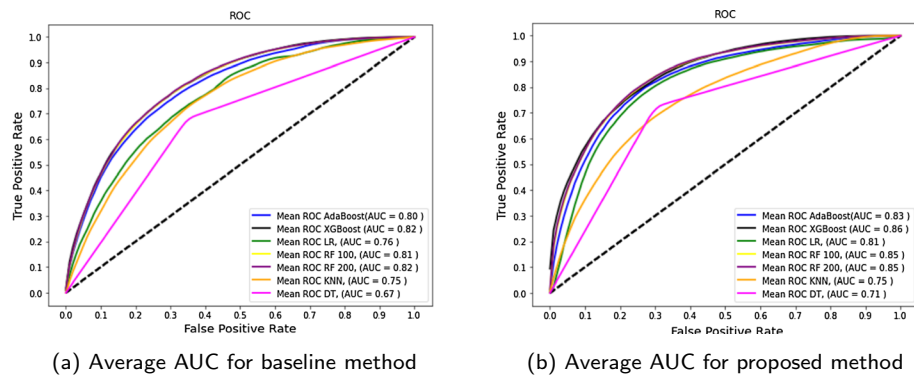 ROC
1.0
0.9
0.8
0.7
0.6
0.5
0.4
0.3
0.2
0.1
0.0
True Positive Rate
Mean ROC AdaBoost(AUC = 0.80 )
Mean ROC XGBoost (AUC = 0.82 )
Mean ROC LR, (AUC = 0.76 )
Mean ROC RF 100, (AUC = 0.81 )
Mean ROC RF 200, (AUC = 0.82 )
Mean ROC KNN, (AUC = 0.75 )
Mean ROC DT, (AUC = 0.67 )
0.0 0.1 0.2 0.3 0.4 0.5 0.6 0.7 0.8 0.9 1.0
False Positive Rate
(a) Average AUC for baseline method
ROC
1.0
0.9
0.8
0.7
0.6
0.5
0.4
0.3
0.2
0.1
0.0
True Positive Rate
Mean ROC AdaBoost(AUC = 0.83 )
Mean ROC XGBoost (AUC = 0.86 )
Mean ROC LR, (AUC = 0.81 )
Mean ROC RF 100, (AUC = 0.85 )
Mean ROC RF 200, (AUC = 0.85 )
Mean ROC KNN, (AUC = 0.75 )
Mean ROC DT, (AUC = 0.71 )
0.0 0.1 0.2 0.3 0.4 0.5 0.6 0.7 0.8 0.9 1.0
False Positive Rate
(b) Average AUC for proposed method